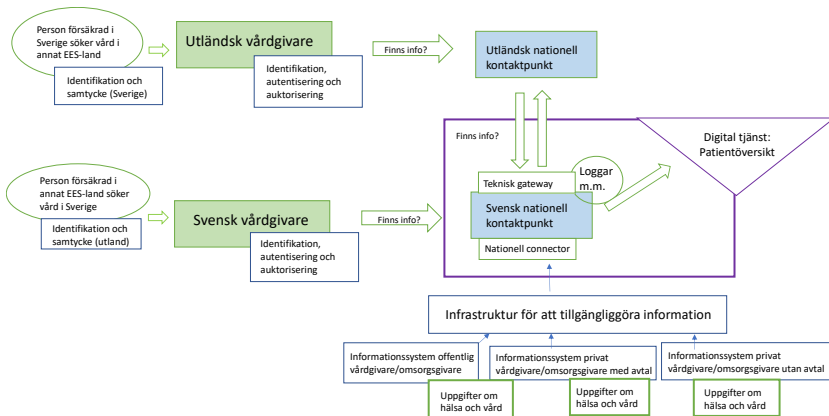 Person försäkrad i
Sverige söker vård i
annat EES-land
Identifikation och
samtycke (Sverige)
Utländsk vårdgivare
Identifikation,
autentisering och
auktorisering
Finns info?
Utländsk nationell
kontaktpunkt
Finns info?
Digital tjänst:
Patientöversikt
Loggar
m.m.
Teknisk gateway
Svensk nationell
kontaktpunkt
Nationell connector
Person försäkrad i
annat EES-land söker
vård i Sverige
Identifikation och
samtycke (utland)
Svensk vårdgivare
Identifikation,
autentisering och
auktorisering
Finns info?
Infrastruktur för att tillgängliggöra information
Informationssystem offentlig
vårdgivare/omsorgsgivare
Uppgifter om
hälsa och vård
Informationssystem privat
vårdgivare/omsorgsgivare med avtal
Uppgifter om
hälsa och vård
Informationssystem privat
vårdgivare/omsorgsgivare utan avtal
Uppgifter om
hälsa och vård